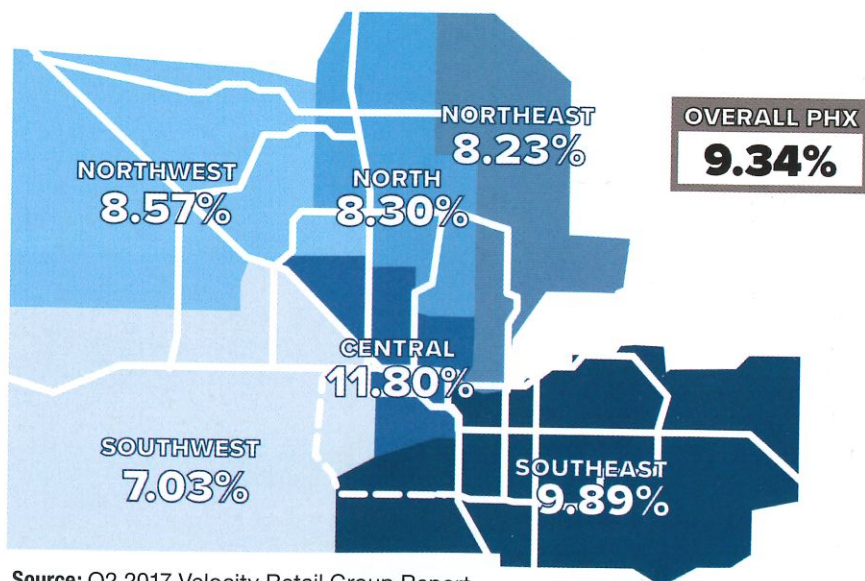 NORTHEAST
8.23%
OVERALL PHX
9.34%
NORTHWEST
8.57%
NORTH
8.30%
CENTRAL
11.80%
SOUTHWEST
7.03%
SOUTHEAST
9.89%
Source: Q2 2017 Velocity Retail Group Report